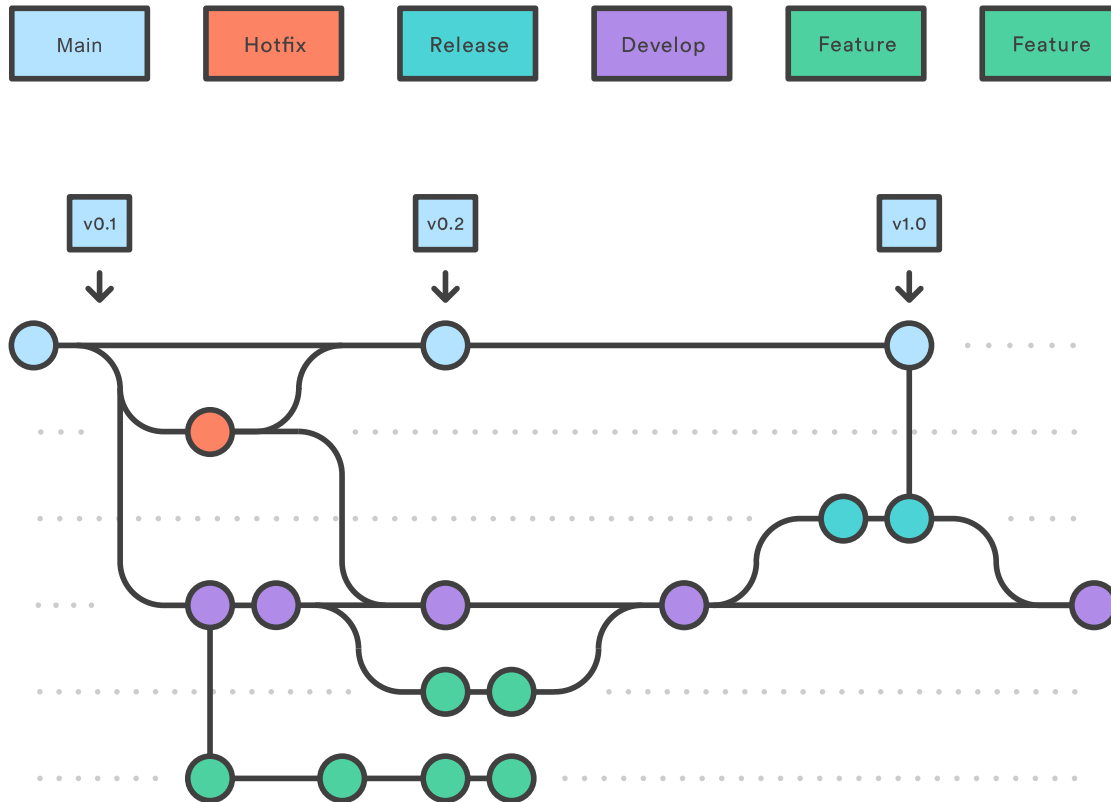 Main
Hotfix
Release
Develop
Feature
Feature
v0.1
v0.2
v1.0